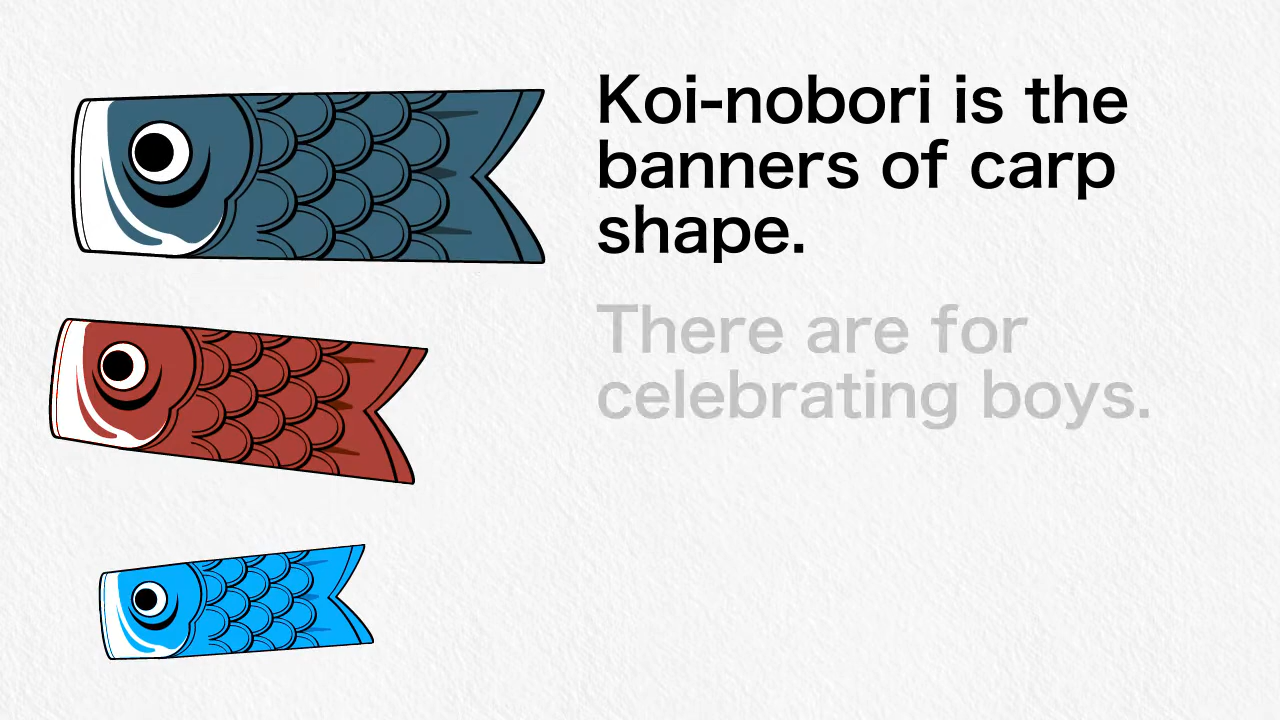 Koi-nobori is the
banners of carp
shape.
There are for
celebrating boys.